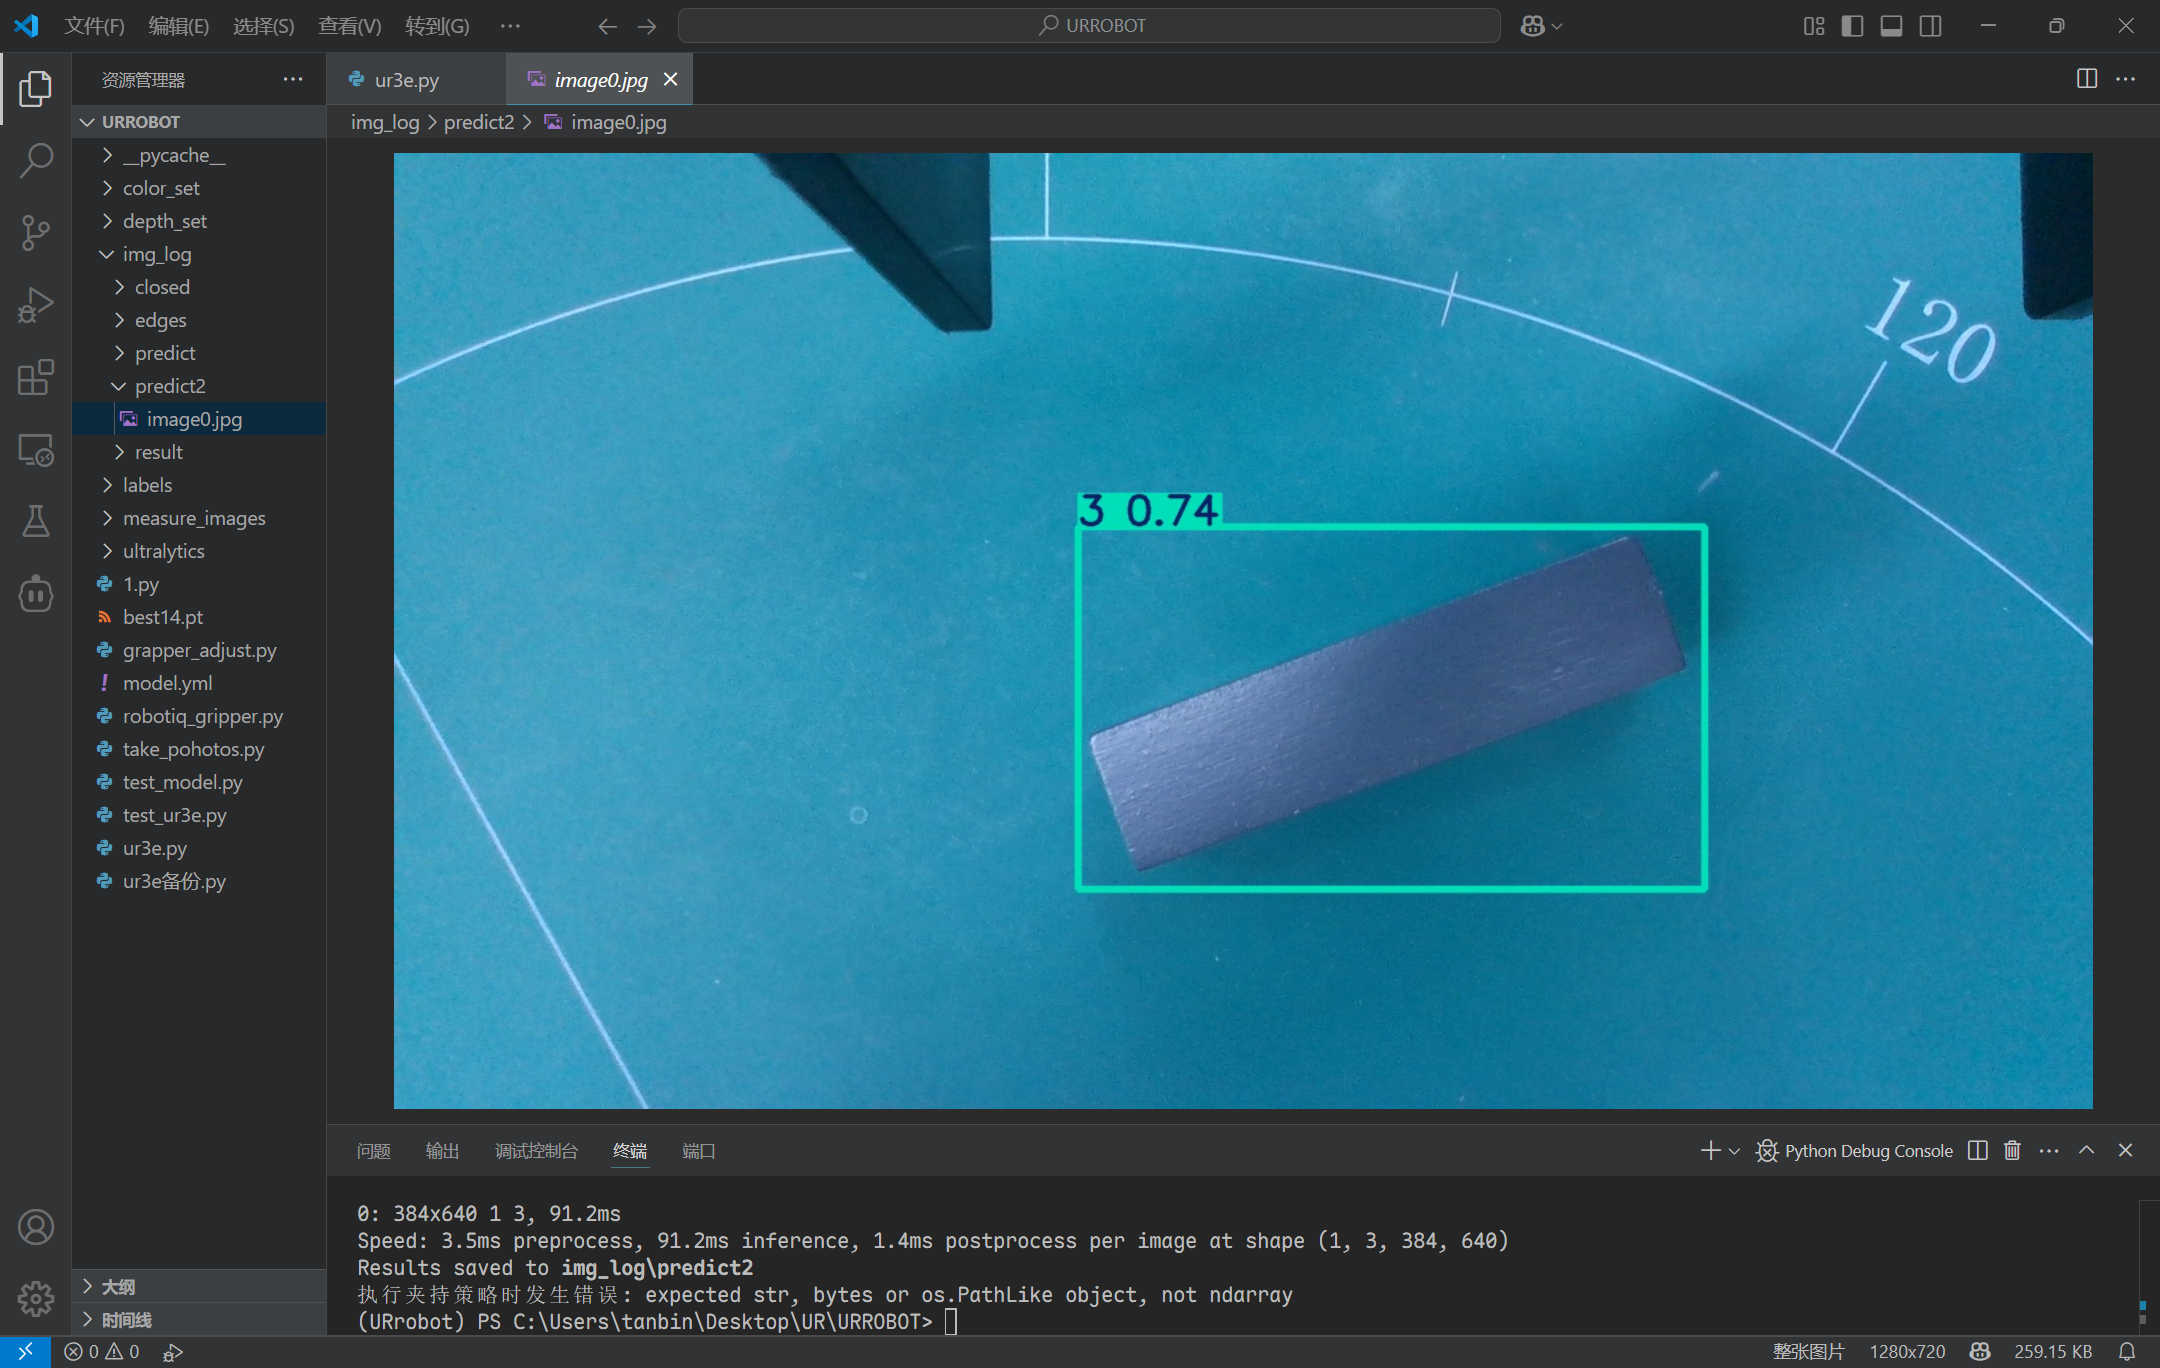 文件(F) 编辑(E) 选择(S) 查看(V) 转到(G) ··· URROBOT
资源管理器 ···
ur3e.py image0.jpg
URROBOT
img_log > predict2 > image0.jpg
__pycache__
color_set
depth_set
img_log
closed
edges
predict
predict2
image0.jpg
result
labels
measure_images
ultralytics
1.py
best14.pt
grapper_adjust.py
model.yml
robotiq_gripper.py
take_pohotos.py
test_model.py
test_ur3e.py
ur3e.py
ur3e备份.py
大纲
时间线
120
3 0.74
问题 输出 调试控制台 终端 端口 Python Debug Console
0: 384x640 1 3, 91.2ms
Speed: 3.5ms preprocess, 91.2ms inference, 1.4ms postprocess per image at shape (1, 3, 384, 640)
Results saved to img_log\predict2
执行夹持策略时发生错误: expected str, bytes or os.PathLike object, not ndarray
(URrobot) PS C:\Users\tanbin\Desktop\UR\URROBOT>
0 0 整张图片 1280x720 259.15 KB